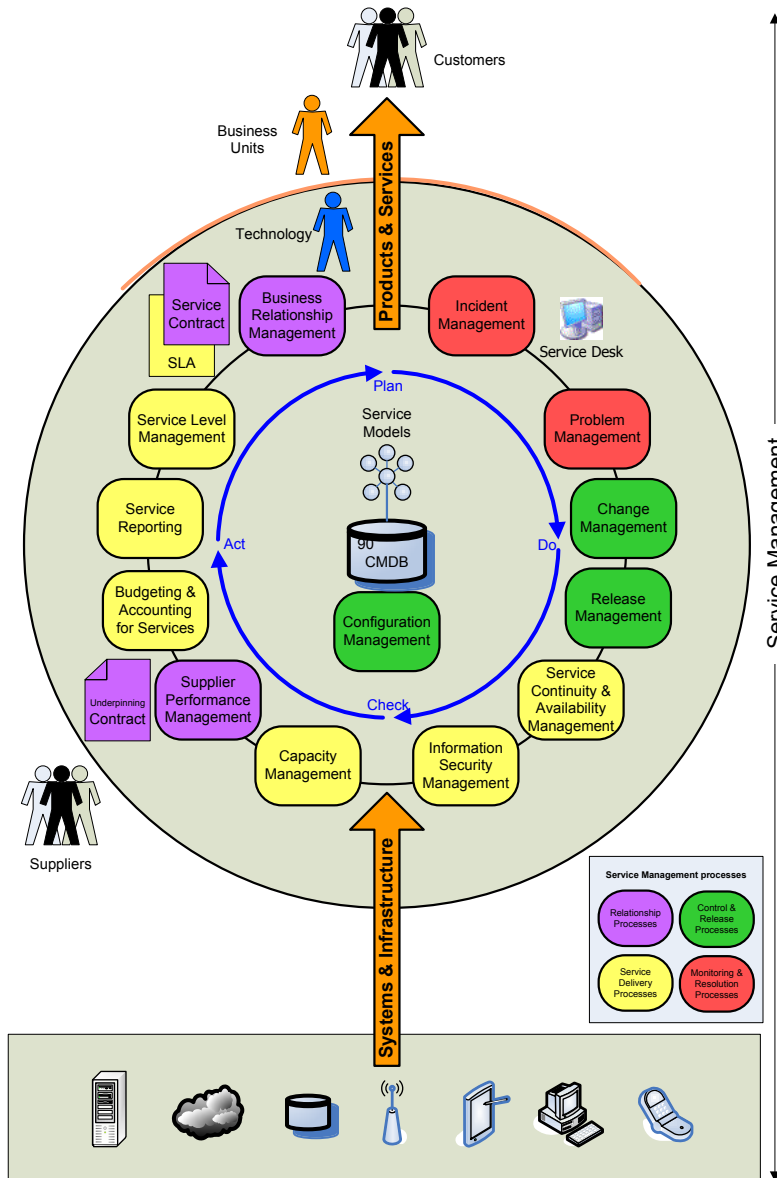 Customers
Business
Units
Products & Services
Technology
Service
Contract
SLA
Business
Relationship
Management
Incident
Management
Service Desk
Plan
Service Level
Management
Service
Models
Problem
Management
Service
Reporting
Change
Management
Act
90
CMDB
Do
Service Management
Budgeting &
Accounting
for Services
Configuration
Management
Release
Management
Underpinning
Contract
Supplier
Performance
Management
Check
Service
Continuity &
Availability
Management
Capacity
Management
Information
Security
Management
Suppliers
Systems & Infrastructure
Service Management processes
Relationship
Processes
Control &
Release
Processes
Service
Delivery
Processes
Monitoring &
Resolution
Processes